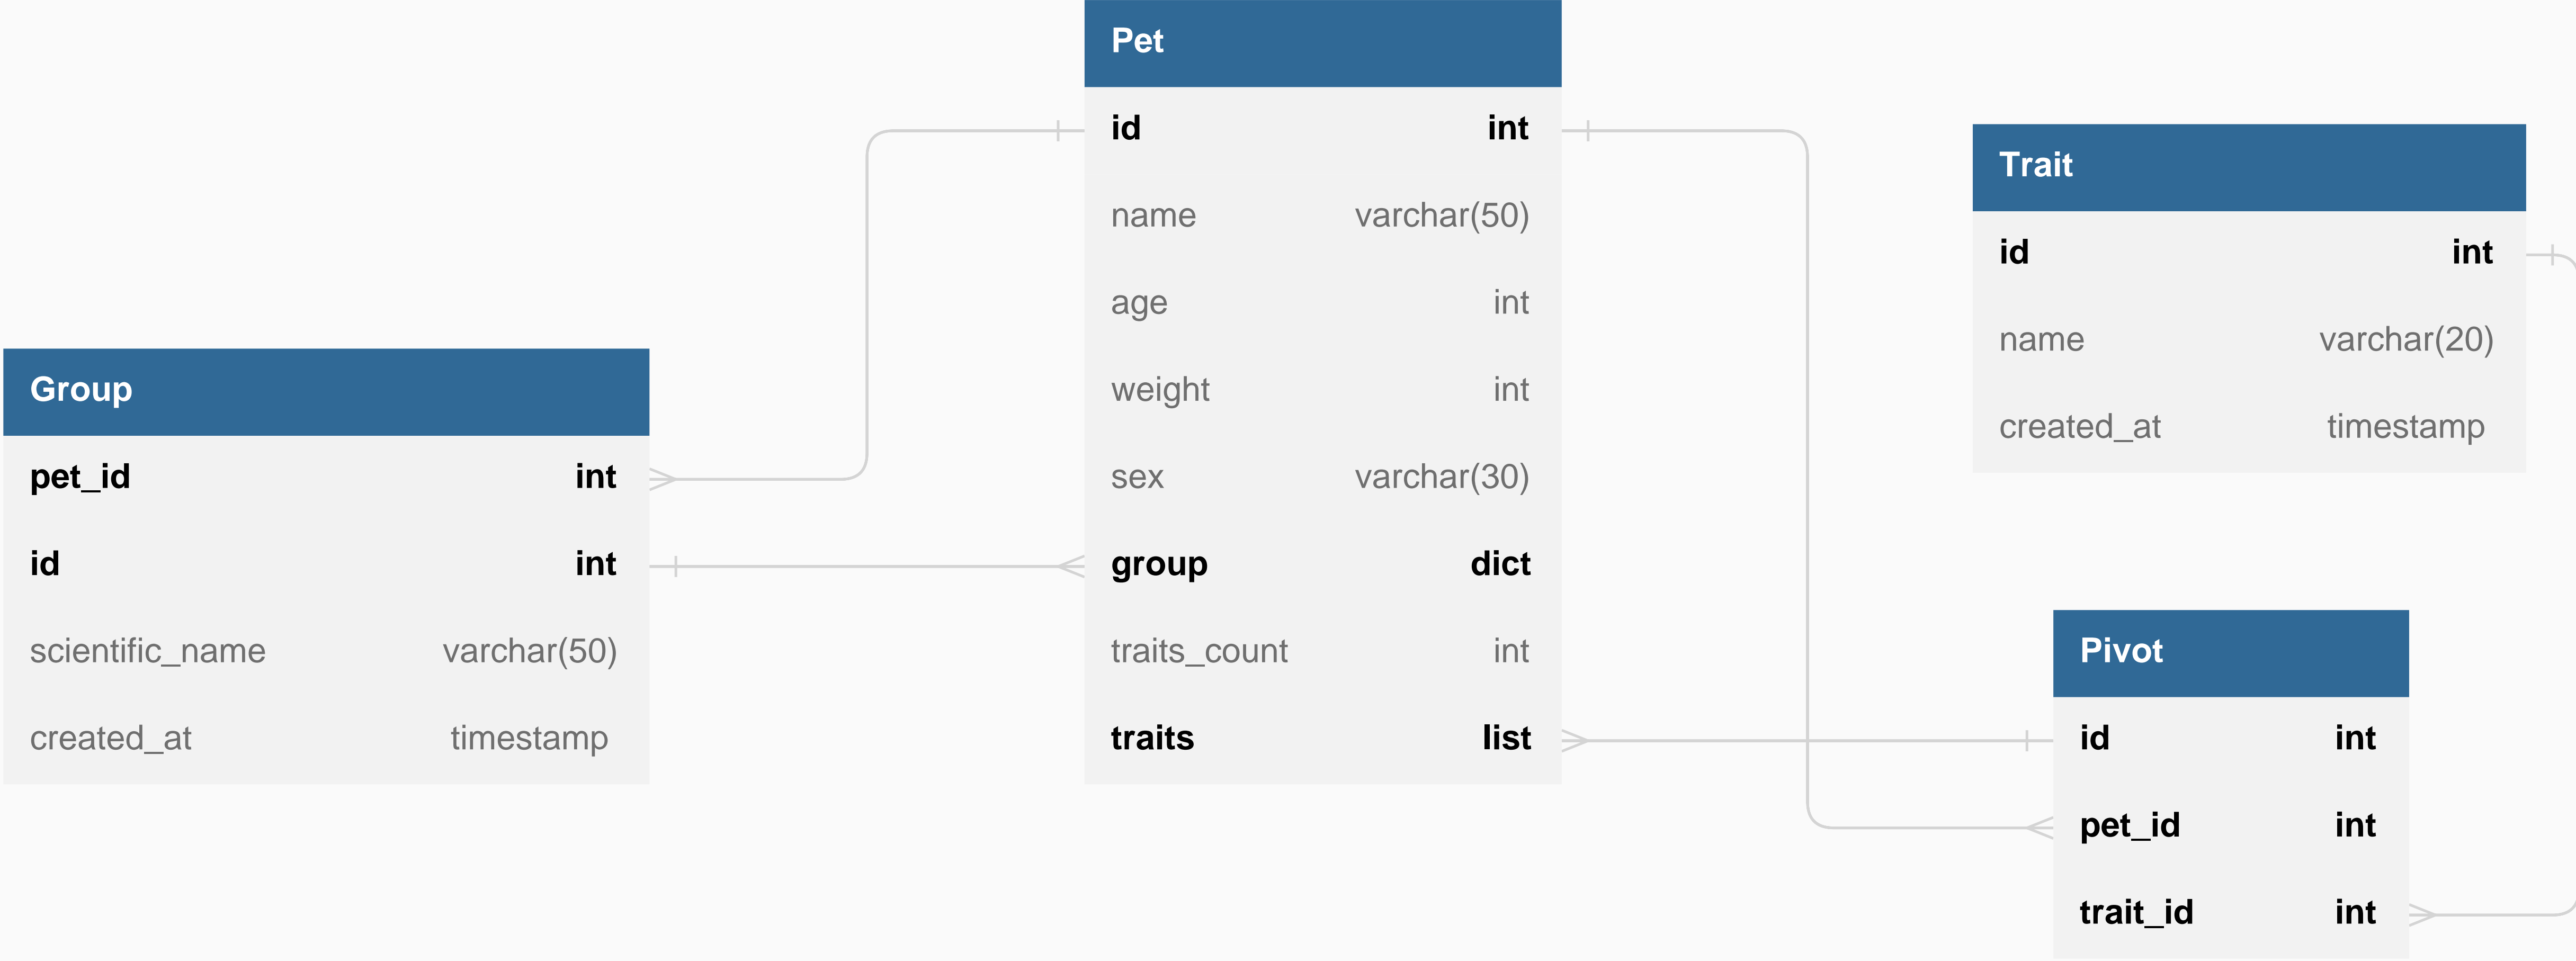 Group
pet_id int
id int
scientific_name varchar(50)
created_at timestamp
Pet
id int
name varchar(50)
age int
weight int
sex varchar(30)
group dict
traits_count int
traits list
Trait
id int
name varchar(20)
created_at timestamp
Pivot
id int
pet_id int
trait_id int